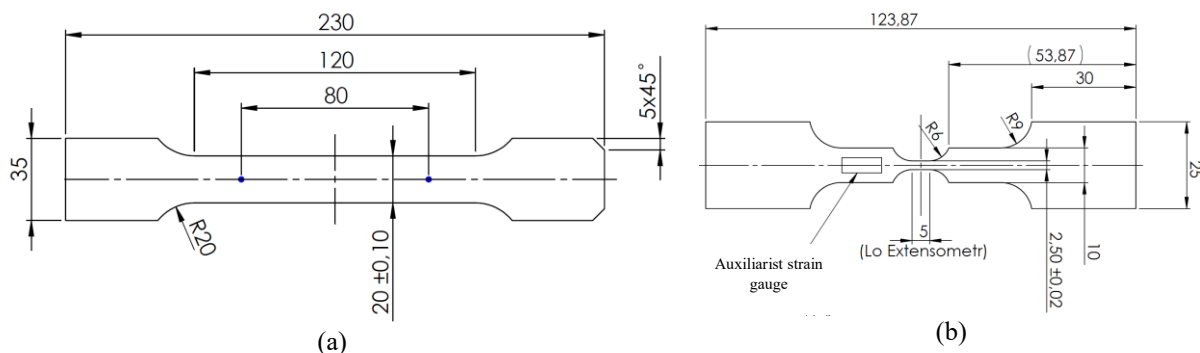 230
120
80
5x45°
35
R20
20 ±0,10
(a)
123,87
(53,87)
30
R6
R9
25
10
2,50 ±0,02
5
(Lo Extensometr)
Auxiliarist strain
gauge
(b)